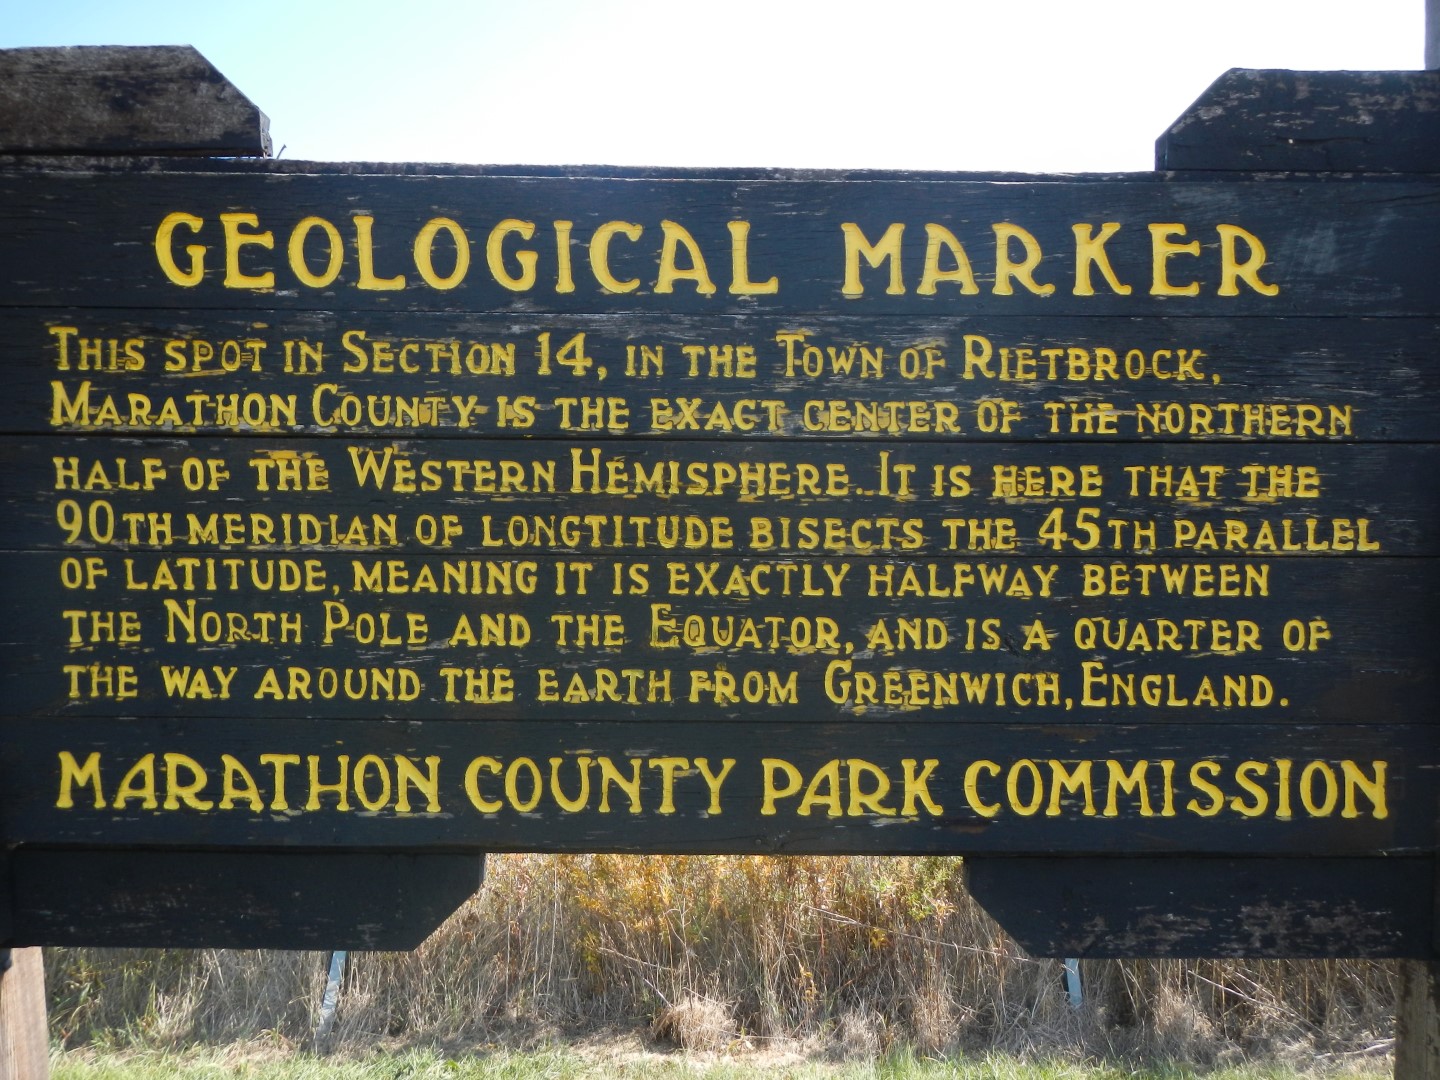 GEOLOGICAL MARKER
THIS SPOT IN SECTION 14, IN THE TOWN OF RIETBROCK,
MARATHON COUNTY IS THE EXACT CENTER OF THE NORTHERN
HALF OF THE WESTERN HEMISPHERE. IT IS HERE THAT THE
90TH MERIDIAN OF LONGTITUDE BISECTS THE 45TH PARALLEL
OF LATITUDE, MEANING IT IS EXACTLY HALFWAY BETWEEN
THE NORTH POLE AND THE EQUATOR, AND IS A QUARTER OF
THE WAY AROUND THE EARTH FROM GREENWICH, ENGLAND.
MARATHON COUNTY PARK COMMISSION